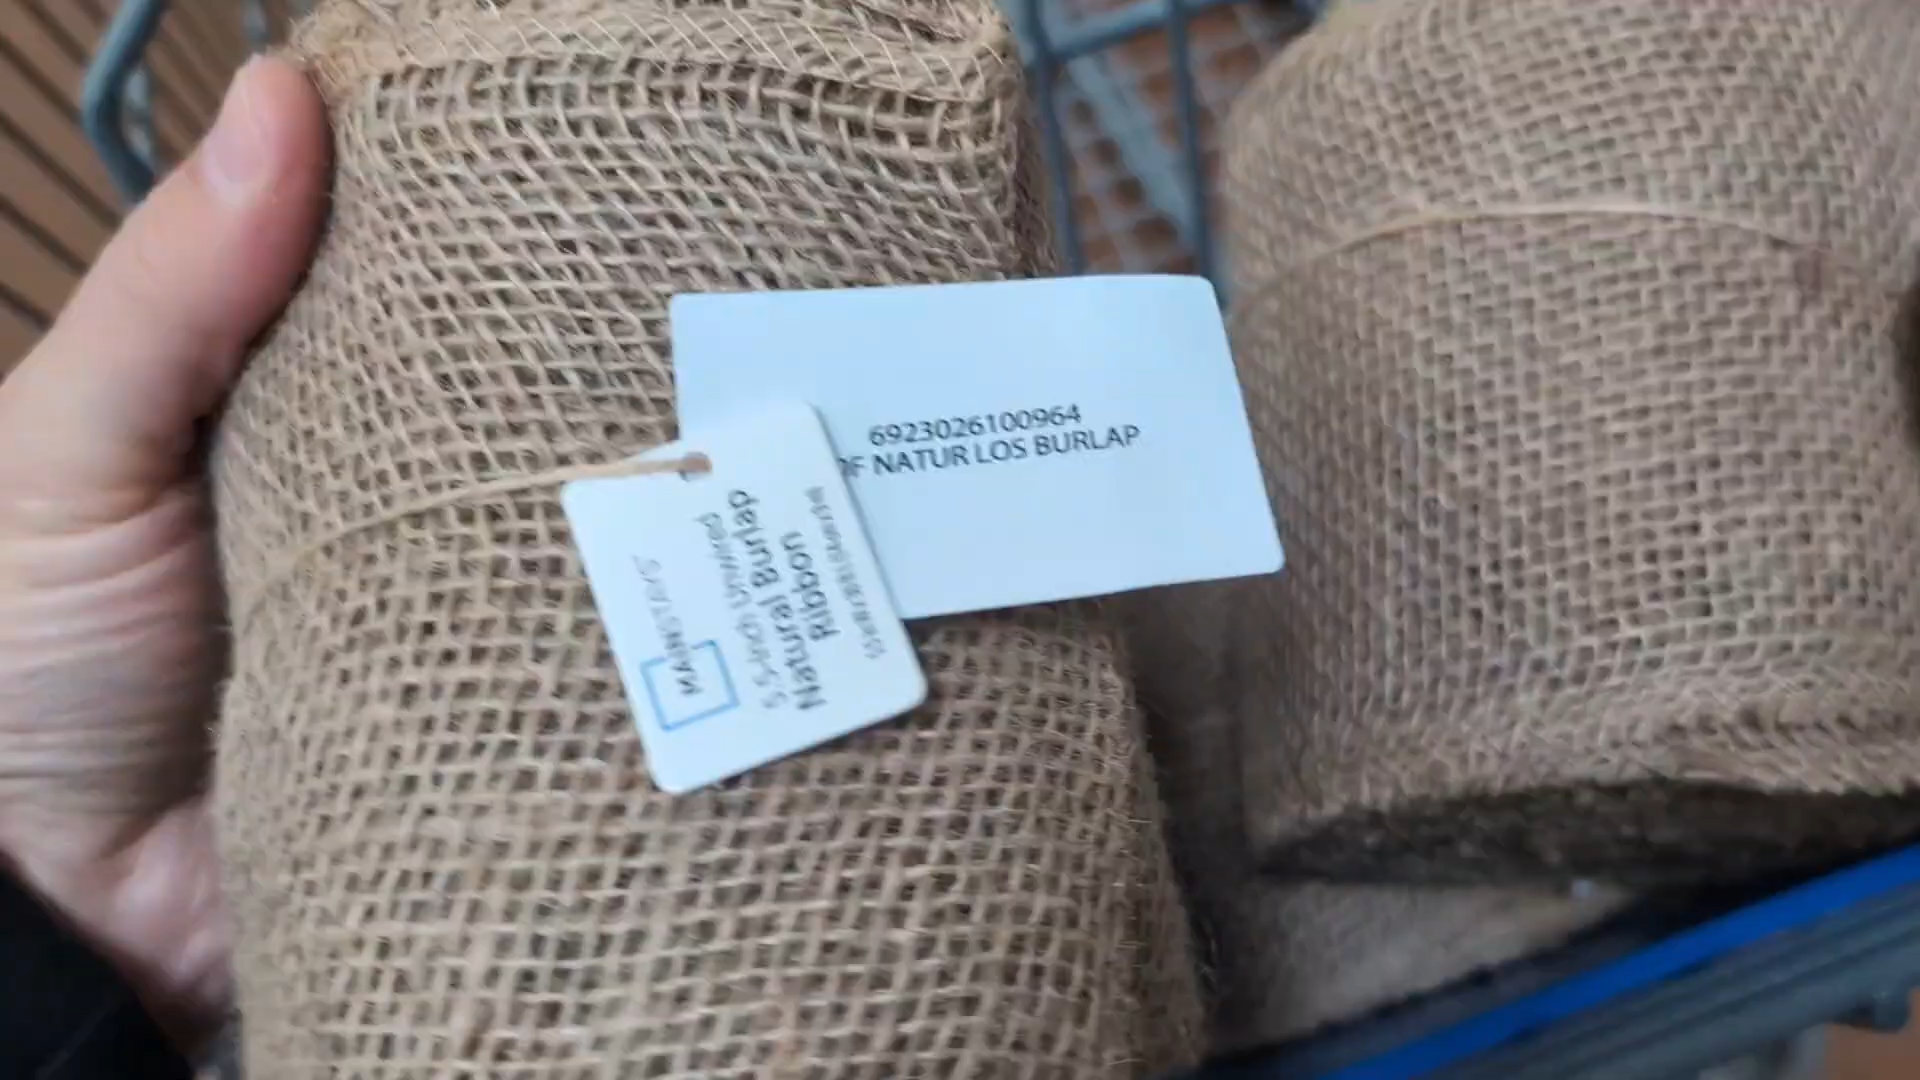 6923026100964
NATUR LOS BURLAP
MAINSTAYS
5.5-inch Unwired
Natural Burlap
Ribbon